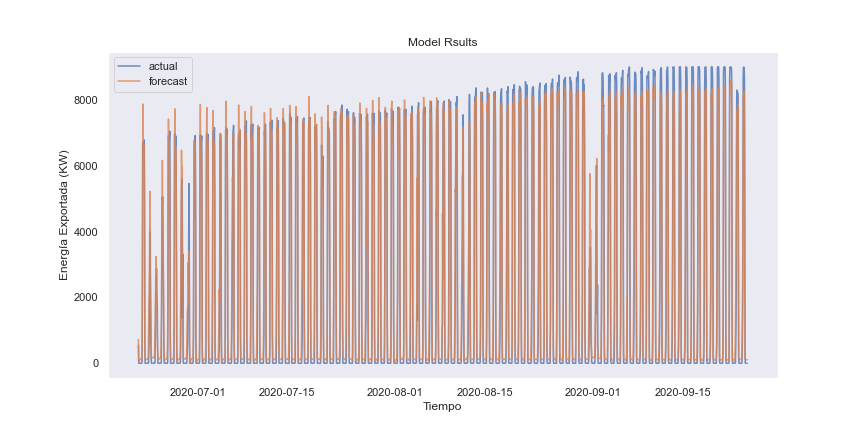 Model Rsults
actual
forecast
Energía Exportada (KW)
8000
6000
4000
2000
0
2020-07-01 2020-07-15 2020-08-01 2020-08-15 2020-09-01 2020-09-15
Tiempo